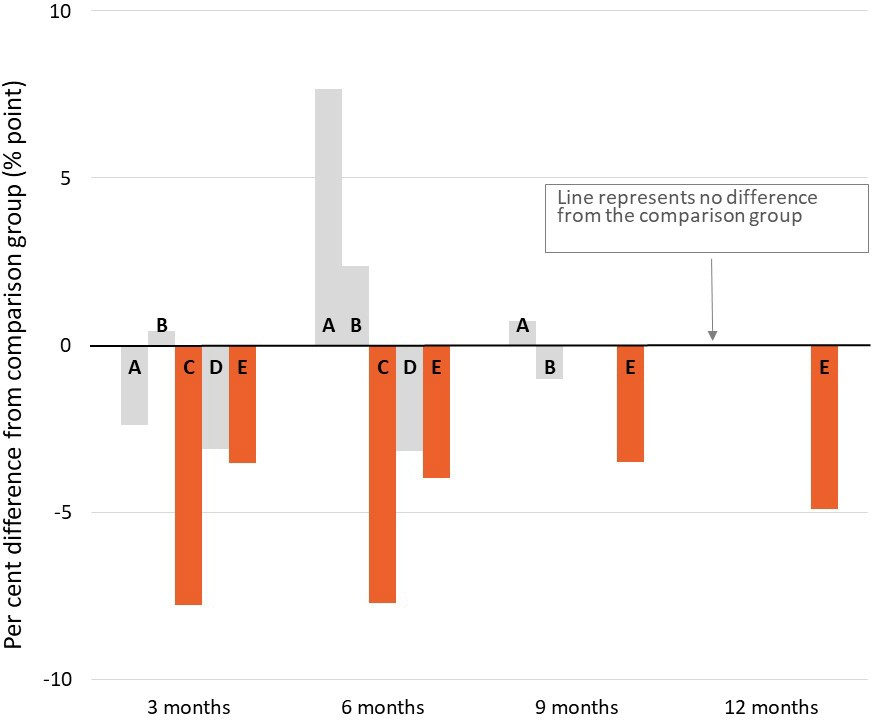 Per cent difference from comparison group (% point)
10
5
0
-5
-10
Line represents no difference
from the comparison group
A
B
C
D
E
A
B
C
D
E
A
B
E
E
3 months
6 months
9 months
12 months